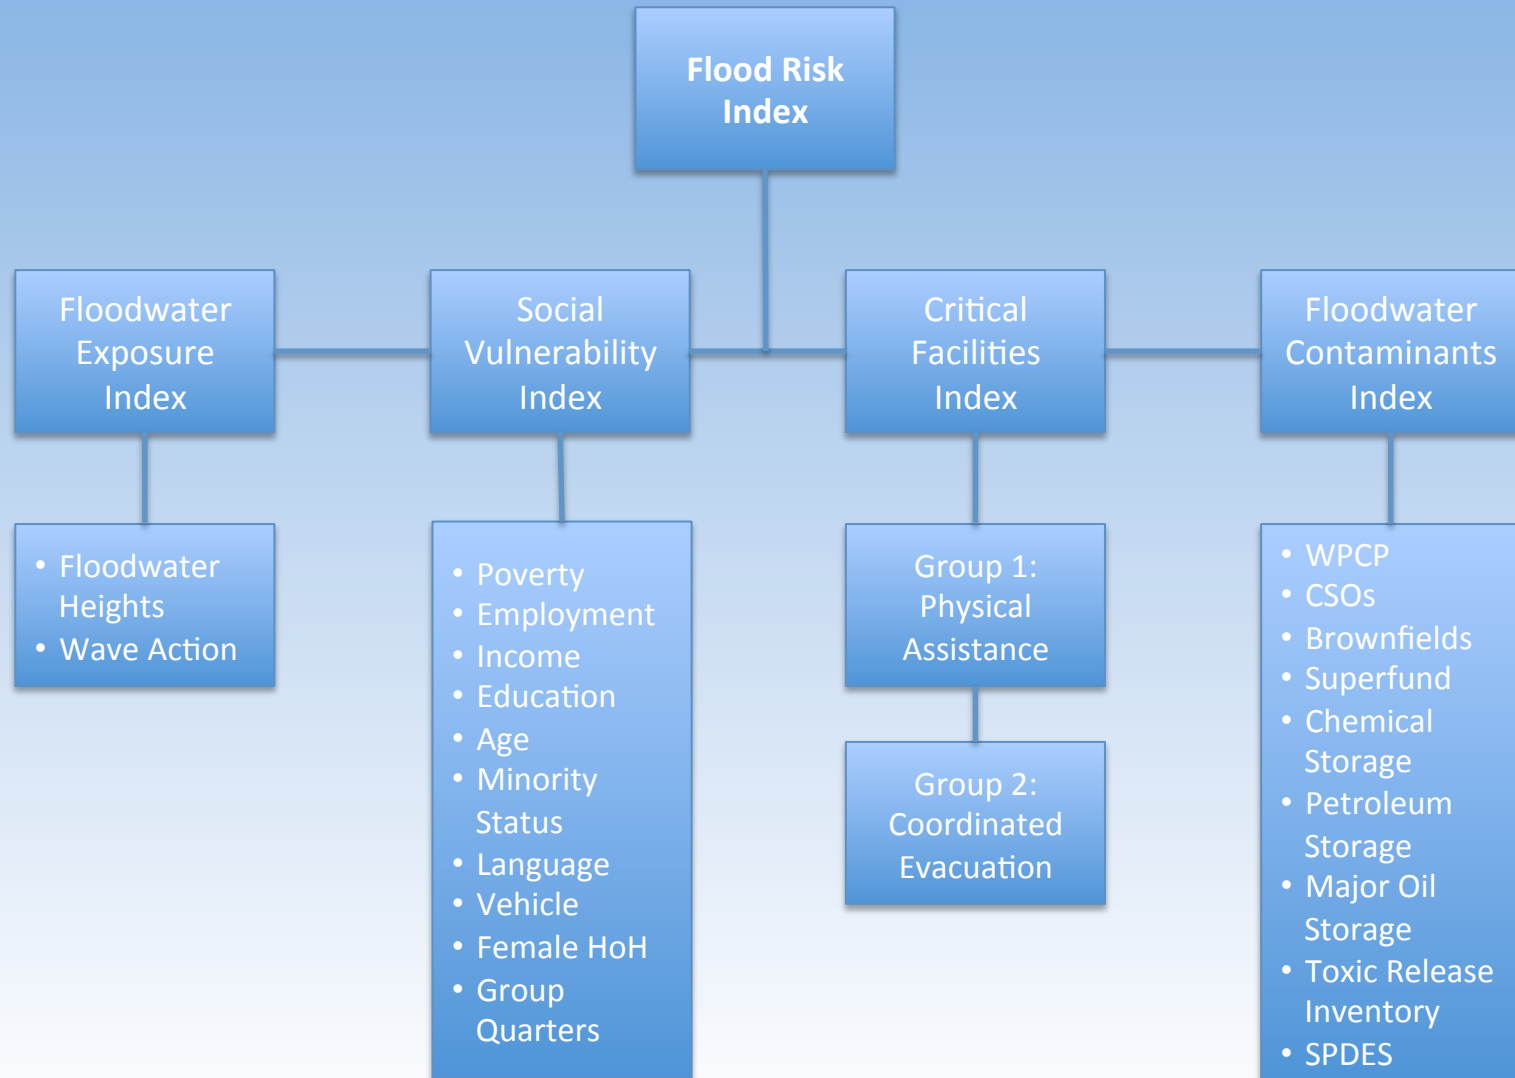 Flood Risk
Index
Floodwater
Exposure
Index
Social
Vulnerability
Index
Critical
Facilities
Index
Floodwater
Contaminants
Index
• Floodwater
Heights
• Wave Action
• Poverty
• Employment
• Income
• Education
• Age
• Minority
Status
• Language
• Vehicle
• Female HoH
• Group
Quarters
Group 1:
Physical
Assistance
Group 2:
Coordinated
Evacuation
• WPCP
• CSOs
• Brownfields
• Superfund
• Chemical
Storage
• Petroleum
Storage
• Major Oil
Storage
• Toxic Release
Inventory
• SPDES